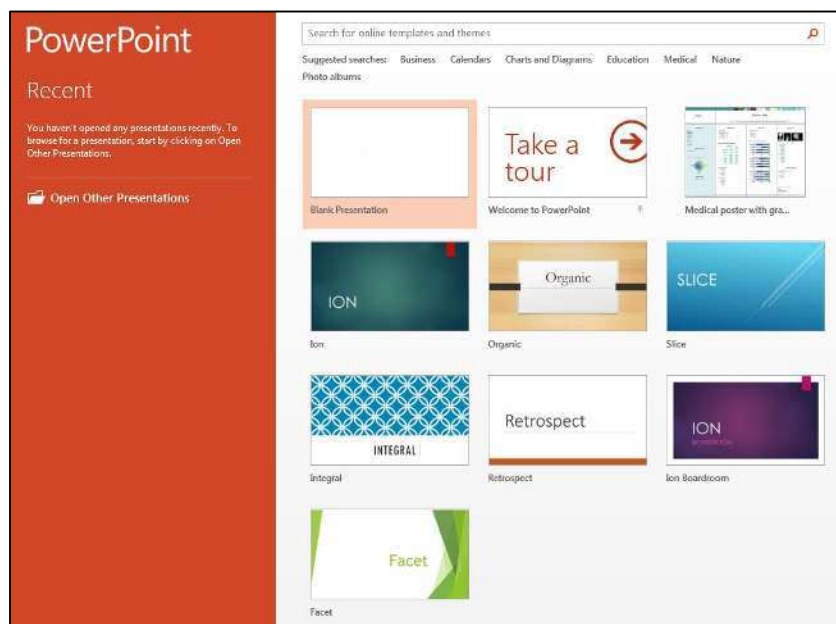 PowerPoint
Recent
You haven't opened any presentations recently. To
browse for a presentation, start by clicking on Open
Other Presentations.
Open Other Presentations
Search for online templates and themes
Suggested searches: Business Calendars Charts and Diagrams Education Medical Nature
Photo albums
Take a
tour
Blank Presentation
Welcome to PowerPoint
Medical poster with gra...
ION
Organic
SLICE
Ion
Organic
Slice
INTEGRAL
Retrospect
ION
Integral
Retrospect
Ion Boardroom
Facet
Facet